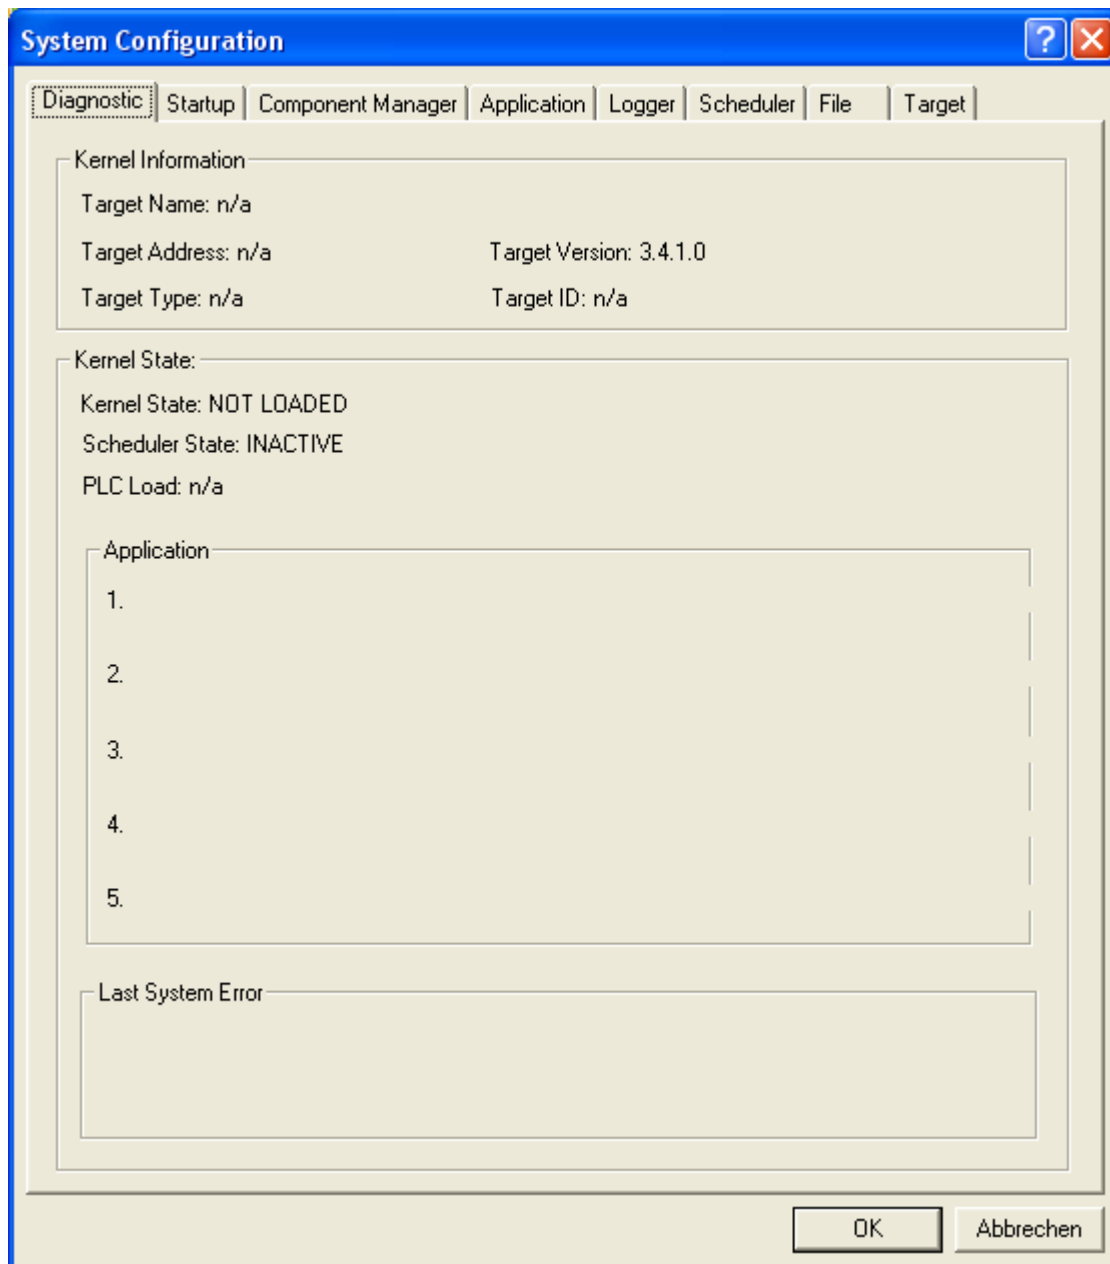 System Configuration
Diagnostic Startup Component Manager Application Logger Scheduler File Target
Kernel Information
Target Name: n/a
Target Address: n/a Target Version: 3.4.1.0
Target Type: n/a Target ID: n/a
Kernel State:
Kernel State: NOT LOADED
Scheduler State: INACTIVE
PLC Load: n/a
Application
1.
2.
3.
4.
5.
Last System Error
OK Abbrechen